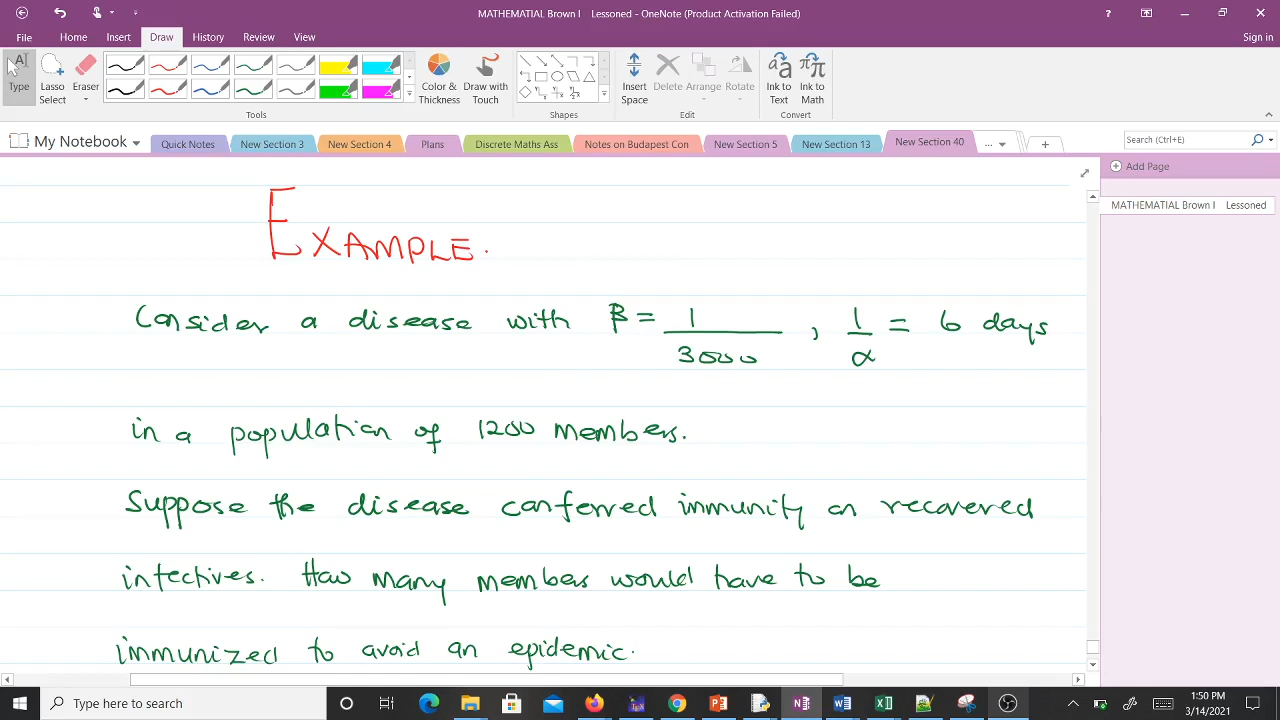 MATHEMATIAL Brown I Lessoned - OneNote (Product Activation Failed)
? Sign in
File Home Insert Draw History Review View
Type Lasso Select Eraser Color & Thickness Draw with Touch Insert Space Delete Arrange Rotate Ink to Text Ink to Math
Tools Shapes Edit Convert
My Notebook Quick Notes New Section 3 New Section 4 Plans Discrete Maths Ass Notes on Budapest Con New Section 5 New Section 13 New Section 40 ... + Search (Ctrl+E)
Add Page
MATHEMATIAL Brown I Lessoned
EXAMPLE.
Consider a disease with β = 1/3000 , 1/α = 6 days
in a population of 1200 members.
Suppose the disease conferred immunity on recovered
infectives. How many members would have to be
immunized to avoid an epidemic.
Type here to search
1:50 PM
3/14/2021